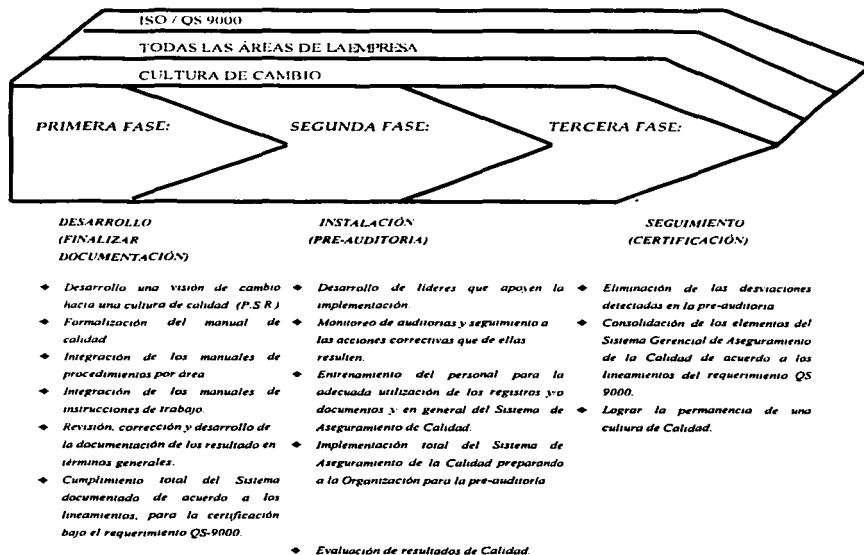 ISO / QS 9000
TODAS LAS ÁREAS DE LA EMPRESA
CULTURA DE CAMBIO
PRIMERA FASE:
SEGUNDA FASE:
TERCERA FASE:
DESARROLLO
(FINALIZAR
DOCUMENTACIÓN)
◆ Desarrollo una visión de cambio
hacia una cultura de calidad (P.S.R.)
◆ Formalización del manual de
calidad
◆ Integración de los manuales de
procedimientos por área
◆ Integración de los manuales de
instrucciones de trabajo.
◆ Revisión, corrección y desarrollo de
la documentación de los resultado en
términos generales.
◆ Cumplimiento total del Sistema
documentado de acuerdo a los
lineamientos, para la certificación
bajo el requerimiento QS-9000.
INSTALACIÓN
(PRE-AUDITORIA)
◆ Desarrollo de líderes que apoyen la
implementación.
◆ Monitoreo de auditorias y seguimiento a
las acciones correctivas que de ellas
resulten.
◆ Entrenamiento del personal para la
adecuada utilización de los registros y/o
documentos y en general del Sistema de
Aseguramiento de Calidad.
◆ Implementación total del Sistema de
Aseguramiento de la Calidad preparando
a la Organización para la pre-auditoria
◆ Evaluación de resultados de Calidad.
SEGUIMIENTO
(CERTIFICACIÓN)
◆ Eliminación de las desviaciones
detectadas en la pre-auditoria
◆ Consolidación de los elementos del
Sistema Gerencial de Aseguramiento
de la Calidad de acuerdo a los
lineamientos del requerimiento QS
9000.
◆ Lograr la permanencia de una
cultura de Calidad.